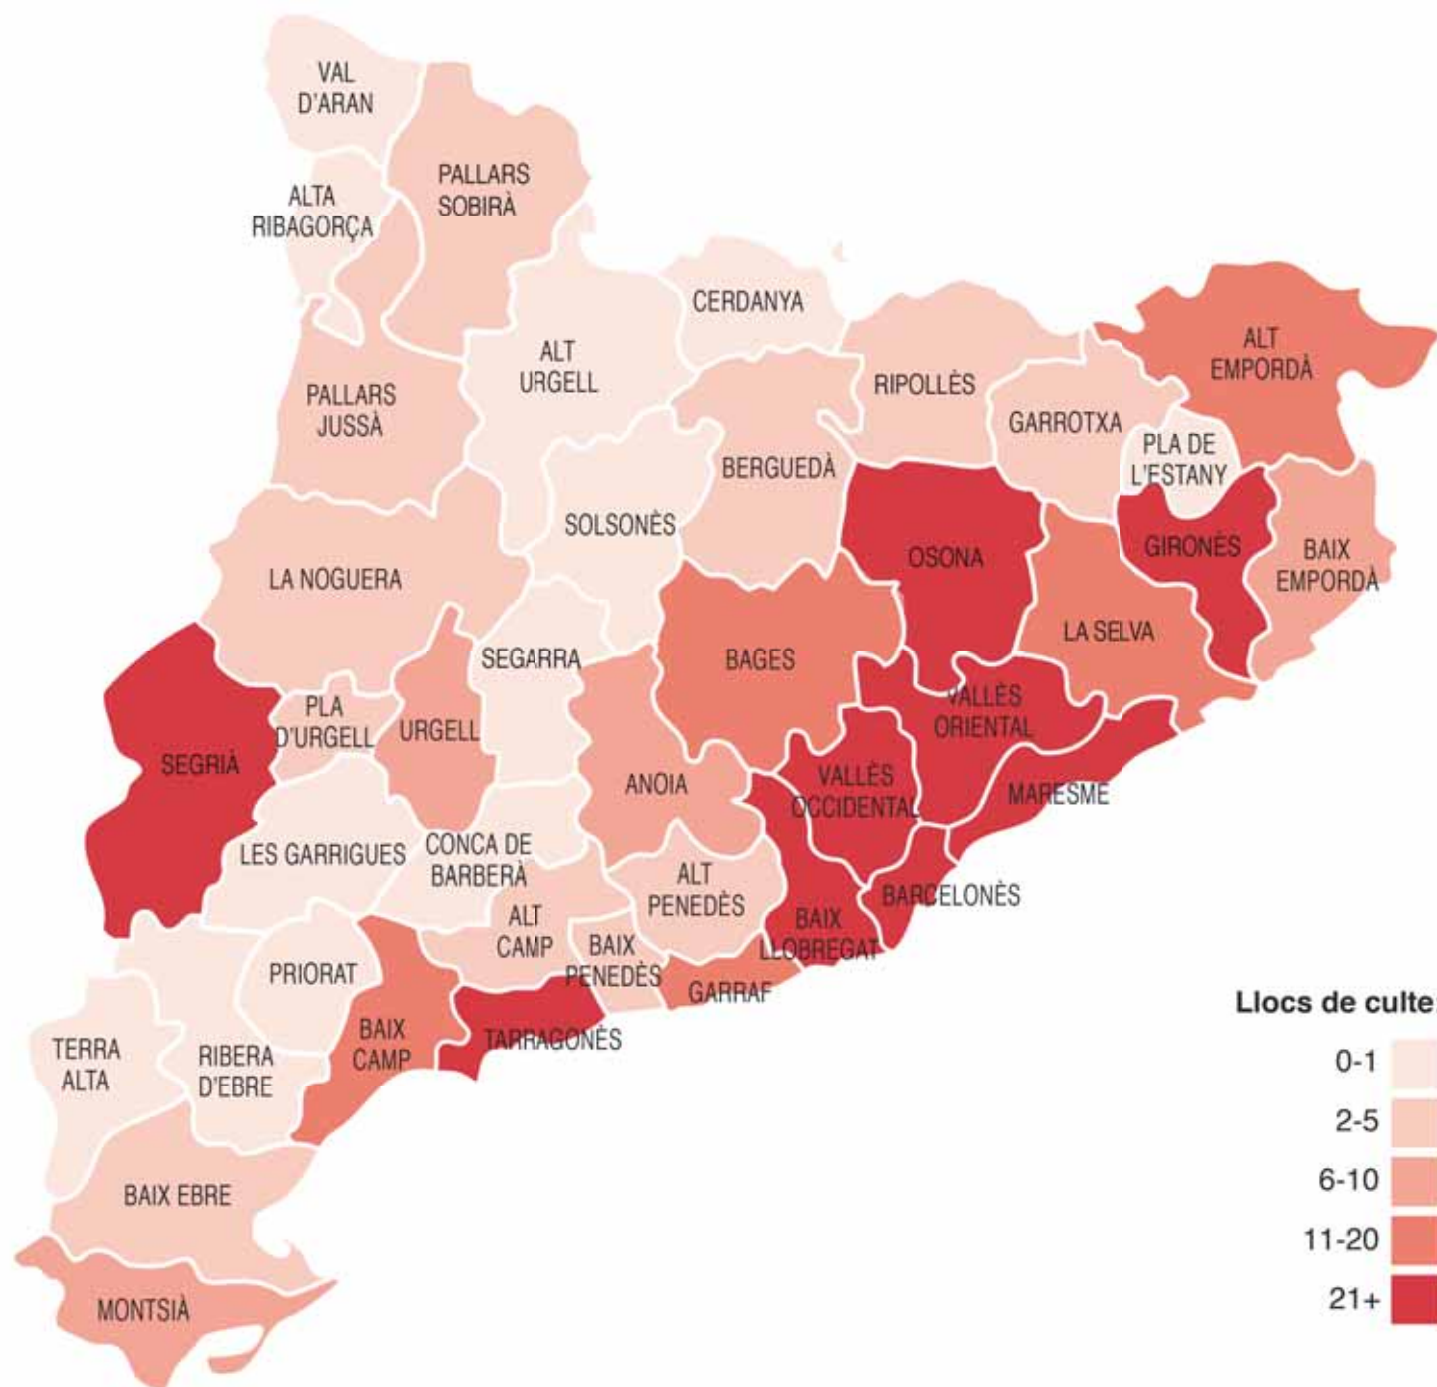 VAL
D'ARAN
PALLARS
SOBIRÀ
ALTA
RIBAGORÇA
CERDANYA
ALT
URGELL
ALT
EMPORDÀ
RIPOLLÈS
PALLARS
JUSSÀ
GARROTXA
PLA DE
L'ESTANY
BERGUEDÀ
SOLSONÈS
OSONA
GIRONÈS
BAIX
EMPORDÀ
LA NOGUERA
LA SELVA
SEGARRA
BAGES
VALLÈS
ORIENTAL
PLA
D'URGELL
URGELL
SEGRIÀ
ANOIA
VALLÈS
OCCIDENTAL
MARESME
LES GARRIGUES
CONCA DE
BARBERÀ
ALT
PENEDÈS
BARCELONÈS
ALT
CAMP
BAIX
PENEDÈS
BAIX
LLOBREGAT
PRIORAT
GARRAF
BAIX
CAMP
TARRAGONÈS
TERRA
ALTA
RIBERA
D'EBRE
BAIX EBRE
MONTSIÀ
Llocs de culte
0-1
2-5
6-10
11-20
21+